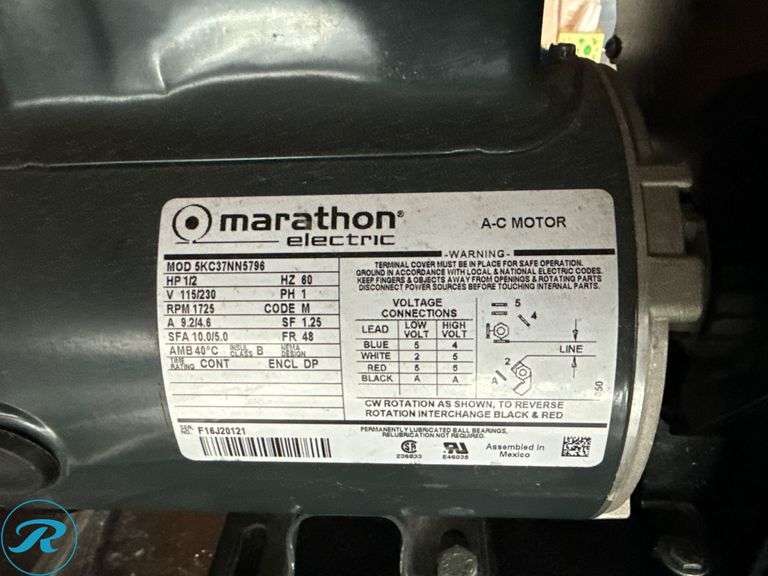 marathon®
electric
A-C MOTOR
MOD 5KC37NN5796
HP 1/2 HZ 60
V 115/230 PH 1
RPM 1725 CODE M
A 9.2/4.6 SF 1.25
SFA 10.0/5.0 FR 48
AMB 40°C INSUL CLASS B NEMA DESIGN
TIME RATING CONT ENCL DP
SER. NO. F16J20121
-WARNING-
TERMINAL COVER MUST BE IN PLACE FOR SAFE OPERATION.
GROUND IN ACCORDANCE WITH LOCAL & NATIONAL ELECTRIC CODES.
KEEP FINGERS & OBJECTS AWAY FROM OPENINGS & ROTATING PARTS
DISCONNECT POWER SOURCES BEFORE TOUCHING INTERNAL PARTS.
VOLTAGE
CONNECTIONS
LEAD LOW VOLT HIGH VOLT
BLUE 5 4
WHITE 2 5
RED 5 5
BLACK A A
5
4
LINE
2
A
CW ROTATION AS SHOWN, TO REVERSE
ROTATION INTERCHANGE BLACK & RED
PERMANENTLY LUBRICATED BALL BEARINGS,
RELUBRICATION NOT REQUIRED.
Assembled in
Mexico
R